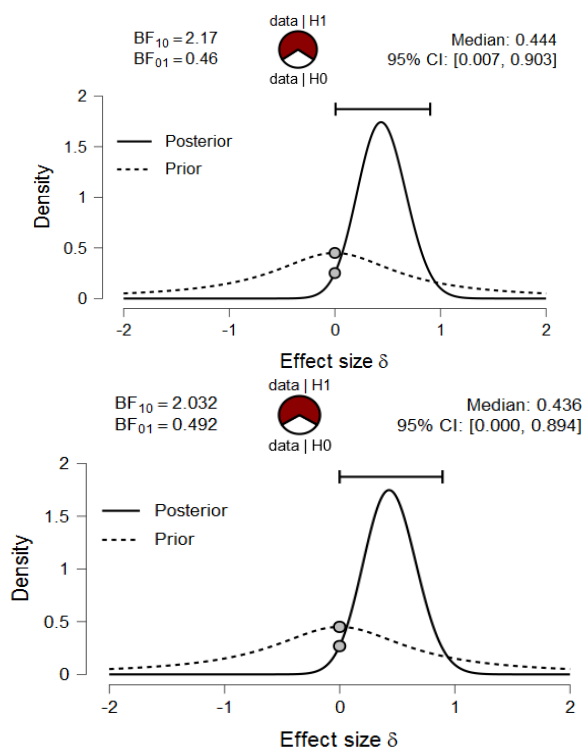 data | H1
BF10 = 2.17
BF01 = 0.46
data | H0
Median: 0.444
95% CI: [0.007, 0.903]
2
1.5
1
0.5
0
Density
Posterior
Prior
-2 -1 0 1 2
Effect size δ
data | H1
BF10 = 2.032
BF01 = 0.492
data | H0
Median: 0.436
95% CI: [0.000, 0.894]
2
1.5
1
0.5
0
Density
Posterior
Prior
-2 -1 0 1 2
Effect size δ